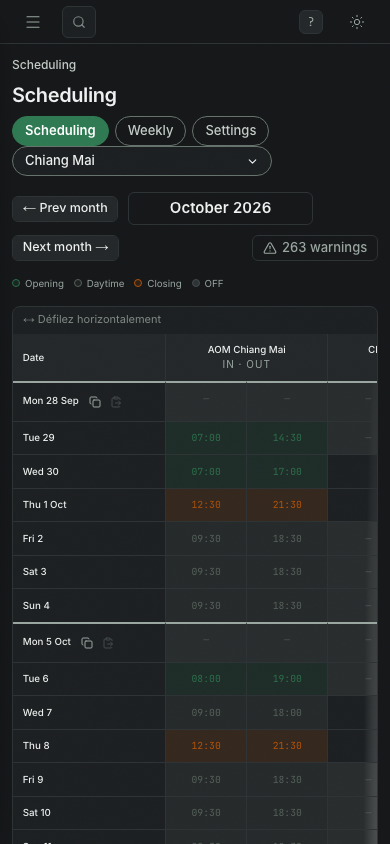 ?
Scheduling
Scheduling
Scheduling Weekly Settings
Chiang Mai
← Prev month October 2026
Next month → 263 warnings
Opening Daytime Closing OFF
↔ Défilez horizontalement
Date AOM Chiang Mai
IN · OUT
Mon 28 Sep — —
Tue 29 07:00 14:30 —
Wed 30 07:00 17:00
Thu 1 Oct 12:30 21:30
Fri 2 09:30 18:30 —
Sat 3 09:30 18:30 —
Sun 4 09:30 18:30 —
Mon 5 Oct — —
Tue 6 08:00 19:00 —
Wed 7 09:00 18:00
Thu 8 12:30 21:30
Fri 9 09:30 18:30 —
Sat 10 09:30 18:30 —